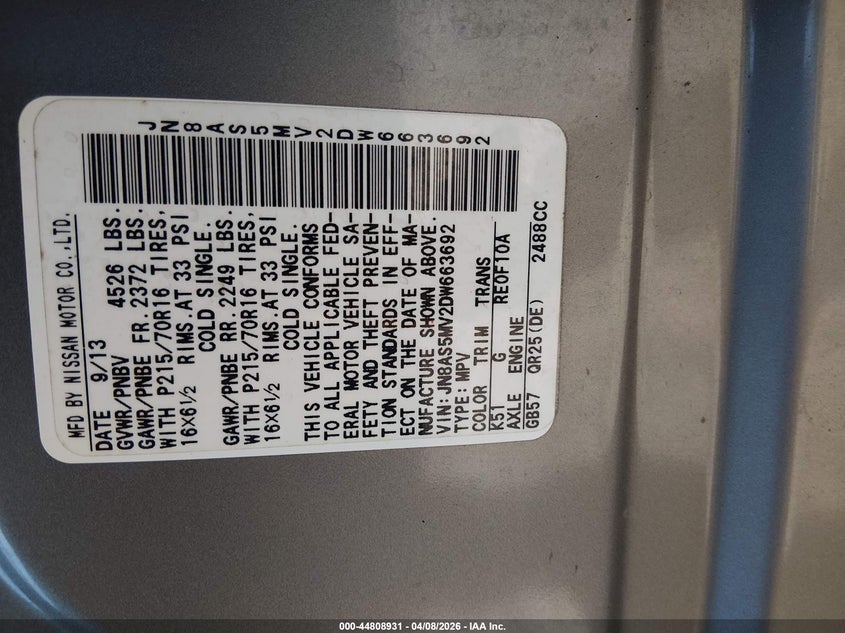 JN8AS5MV2DW663692
MFD BY NISSAN MOTOR CO.,LTD.
DATE 9/13
GVWR/PNBV 4526 LBS.
GAWR/PNBE FR. 2372 LBS.
WITH P215/70R16 TIRES,
16X6½ RIMS.AT 33 PSI
COLD SINGLE.
GAWR/PNBE RR. 2249 LBS.
WITH P215/70R16 TIRES,
16X6½ RIMS.AT 33 PSI
COLD SINGLE.
THIS VEHICLE CONFORMS
TO ALL APPLICABLE FED-
ERAL MOTOR VEHICLE SA-
FETY AND THEFT PREVEN-
TION STANDARDS IN EFF-
ECT ON THE DATE OF MA-
NUFACTURE SHOWN ABOVE.
VIN: JN8AS5MV2DW663692
TYPE: MPV
COLOR TRIM TRANS
K51 G RE0F10A
AXLE ENGINE
GB57 QR25(DE) 2488CC
000-44808931 - 04/08/2026 - IAA Inc.